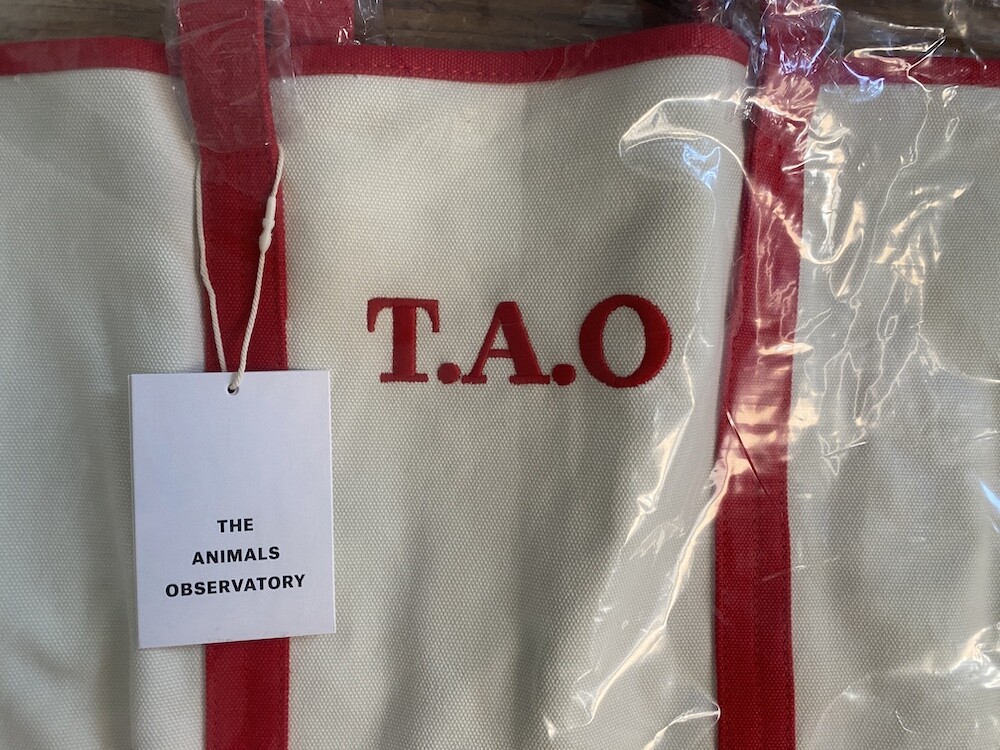 T.A.O
THE
ANIMALS
OBSERVATORY